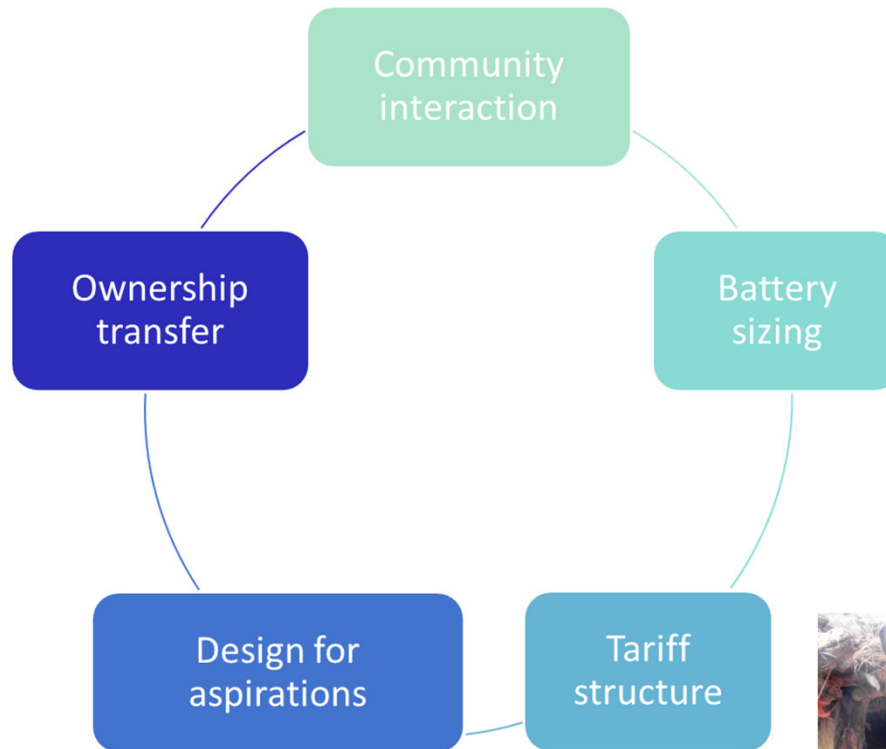 Community
interaction
Battery
sizing
Tariff
structure
Design for
aspirations
Ownership
transfer